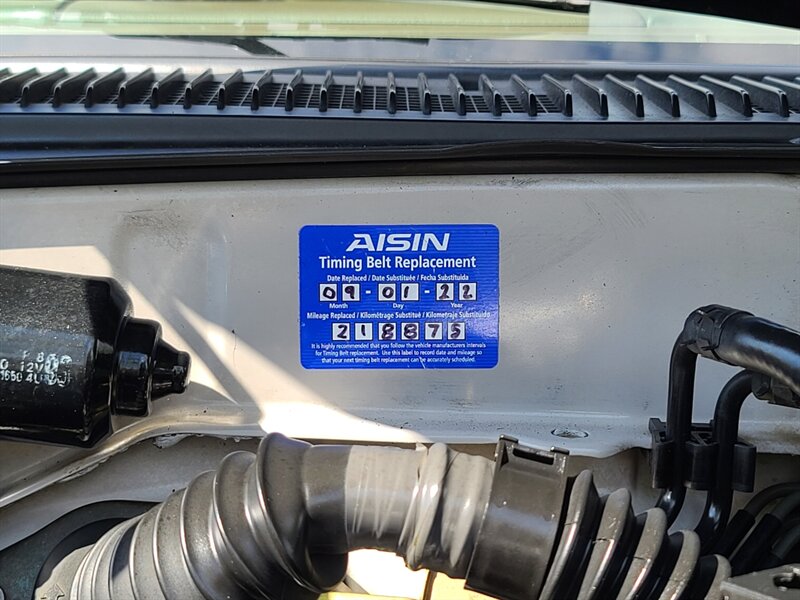 AISIN
Timing Belt Replacement
Date Replaced / Date Substituée / Fecha Substituida
09-01-22
Month Day Year
Mileage Replaced / Kilométrage Substitué / Kilometraje Substituido
218875
It is highly recommended that you follow the vehicle manufacturers intervals
for Timing Belt replacement. Use this label to record date and mileage so
that your next timing belt replacement can be accurately scheduled.
12V
1650